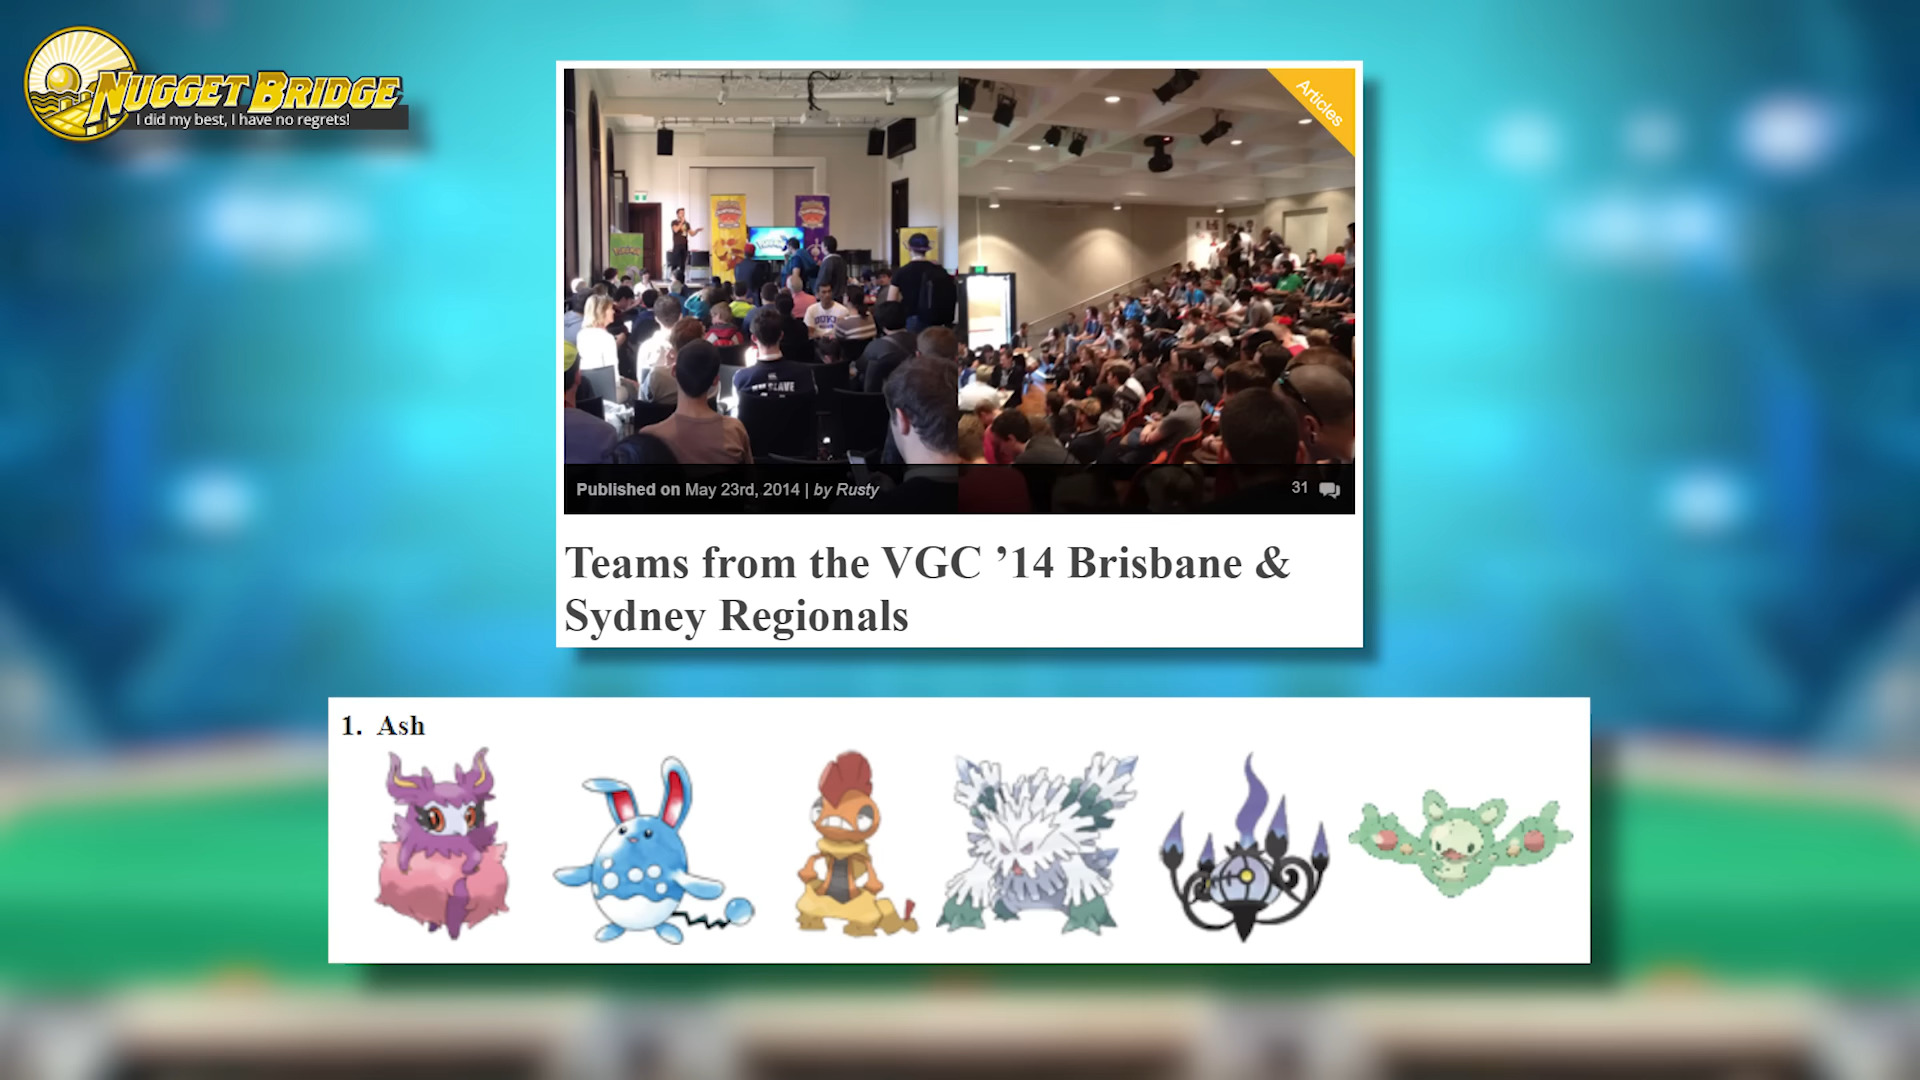 NUGGET BRIDGE
I did my best, I have no regrets!
Articles
DUKE
Published on May 23rd, 2014 | by Rusty
31
Teams from the VGC ’14 Brisbane &
Sydney Regionals
1. Ash